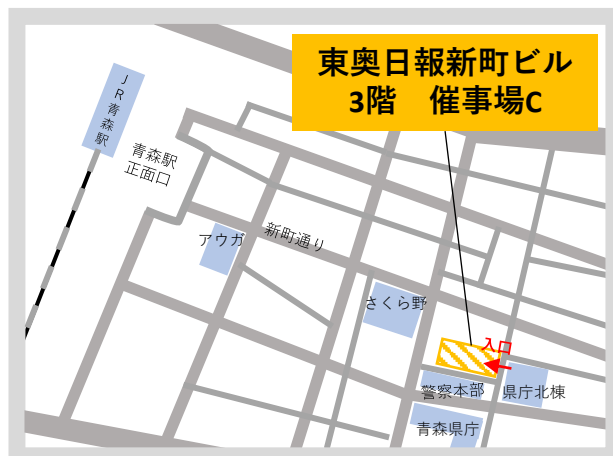 東奥日報新町ビル
3階　催事場C
JR青森駅
青森駅
正面口
アウガ
新町通り
さくら野
入口
警察本部
県庁北棟
青森県庁